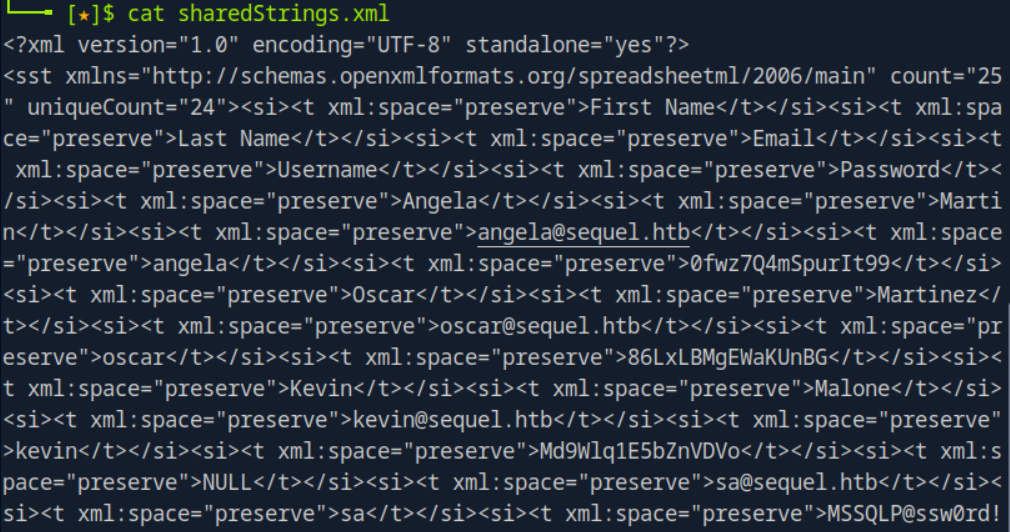 [★]$ cat sharedStrings.xml
<?xml version="1.0" encoding="UTF-8" standalone="yes"?>
<sst xmlns="http://schemas.openxmlformats.org/spreadsheetml/2006/main" count="25
" uniqueCount="24"><si><t xml:space="preserve">First Name</t></si><si><t xml:spa
ce="preserve">Last Name</t></si><si><t xml:space="preserve">Email</t></si><si><t
 xml:space="preserve">Username</t></si><si><t xml:space="preserve">Password</t><
/si><si><t xml:space="preserve">Angela</t></si><si><t xml:space="preserve">Marti
n</t></si><si><t xml:space="preserve">angela@sequel.htb</t></si><si><t xml:space
="preserve">angela</t></si><si><t xml:space="preserve">0fwz7Q4mSpurIt99</t></si>
<si><t xml:space="preserve">Oscar</t></si><si><t xml:space="preserve">Martinez</
t></si><si><t xml:space="preserve">oscar@sequel.htb</t></si><si><t xml:space="pr
eserve">oscar</t></si><si><t xml:space="preserve">86LxLBMgEWaKUnBG</t></si><si><
t xml:space="preserve">Kevin</t></si><si><t xml:space="preserve">Malone</t></si>
<si><t xml:space="preserve">kevin@sequel.htb</t></si><si><t xml:space="preserve"
>kevin</t></si><si><t xml:space="preserve">Md9Wlq1E5bZnVDVo</t></si><si><t xml:s
pace="preserve">NULL</t></si><si><t xml:space="preserve">sa@sequel.htb</t></si><
si><t xml:space="preserve">sa</t></si><si><t xml:space="preserve">MSSQLP@ssw0rd!